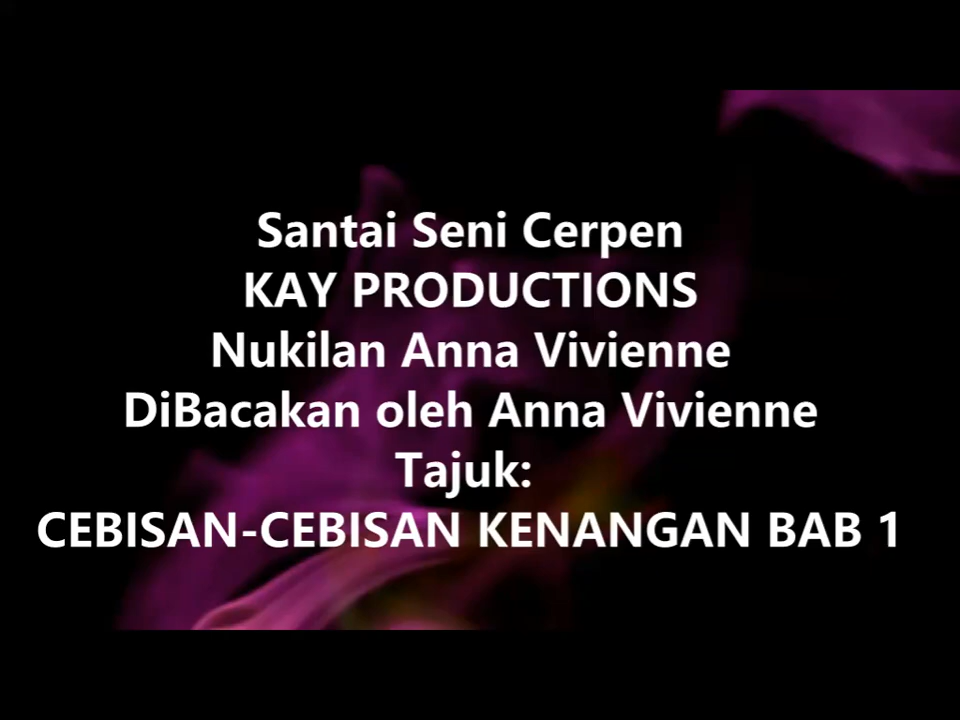 Santai Seni Cerpen
KAY PRODUCTIONS
Nukilan Anna Vivienne
DiBacakan oleh Anna Vivienne
Tajuk:
CEBISAN-CEBISAN KENANGAN BAB 1